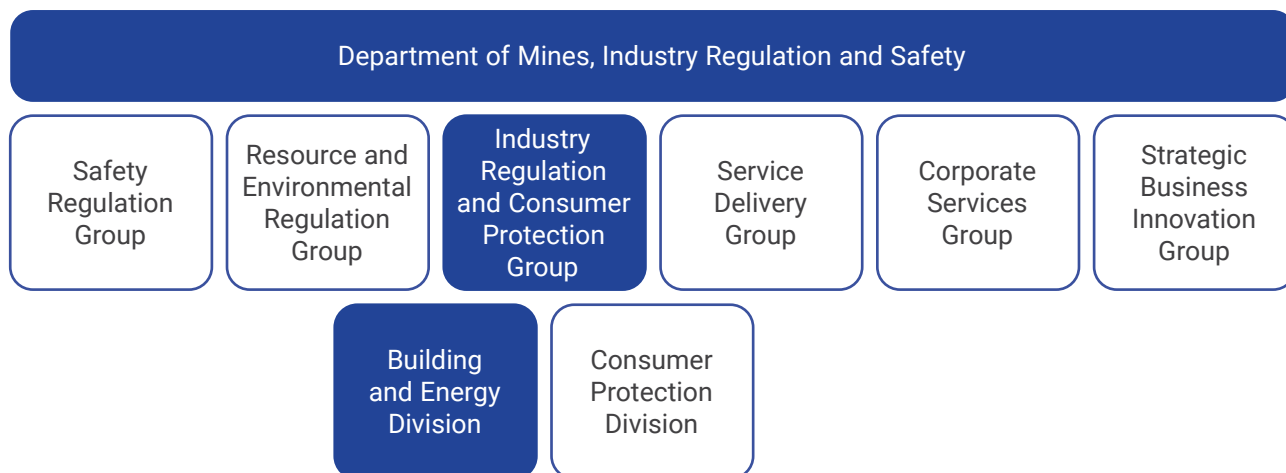 Department of Mines, Industry Regulation and Safety
Safety
Regulation
Group
Resource and
Environmental
Regulation
Group
Industry
Regulation
and Consumer
Protection
Group
Service
Delivery
Group
Corporate
Services
Group
Strategic
Business
Innovation
Group
Building
and Energy
Division
Consumer
Protection
Division